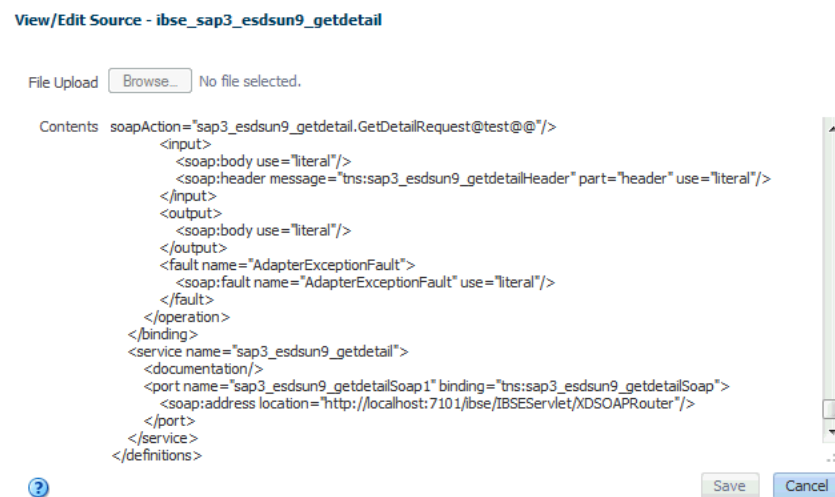 View/Edit Source - ibse_sap3_esdsun9_getdetail
File Upload Browse... No file selected.
Contents soapAction="sap3_esdsun9_getdetail.GetDetailRequest@test@@"/>
<input>
<soap:body use="literal"/>
<soap:header message="tns:sap3_esdsun9_getdetailHeader" part="header" use="literal"/>
</input>
<output>
<soap:body use="literal"/>
</output>
<fault name="AdapterExceptionFault">
<soap:fault name="AdapterExceptionFault" use="literal"/>
</fault>
</operation>
</binding>
<service name="sap3_esdsun9_getdetail">
<documentation/>
<port name="sap3_esdsun9_getdetailSoap1" binding="tns:sap3_esdsun9_getdetailSoap">
<soap:address location="http://localhost:7101/ibse/IBSEServlet/XDSOAPRouter"/>
</port>
</service>
</definitions>
? Save Cancel